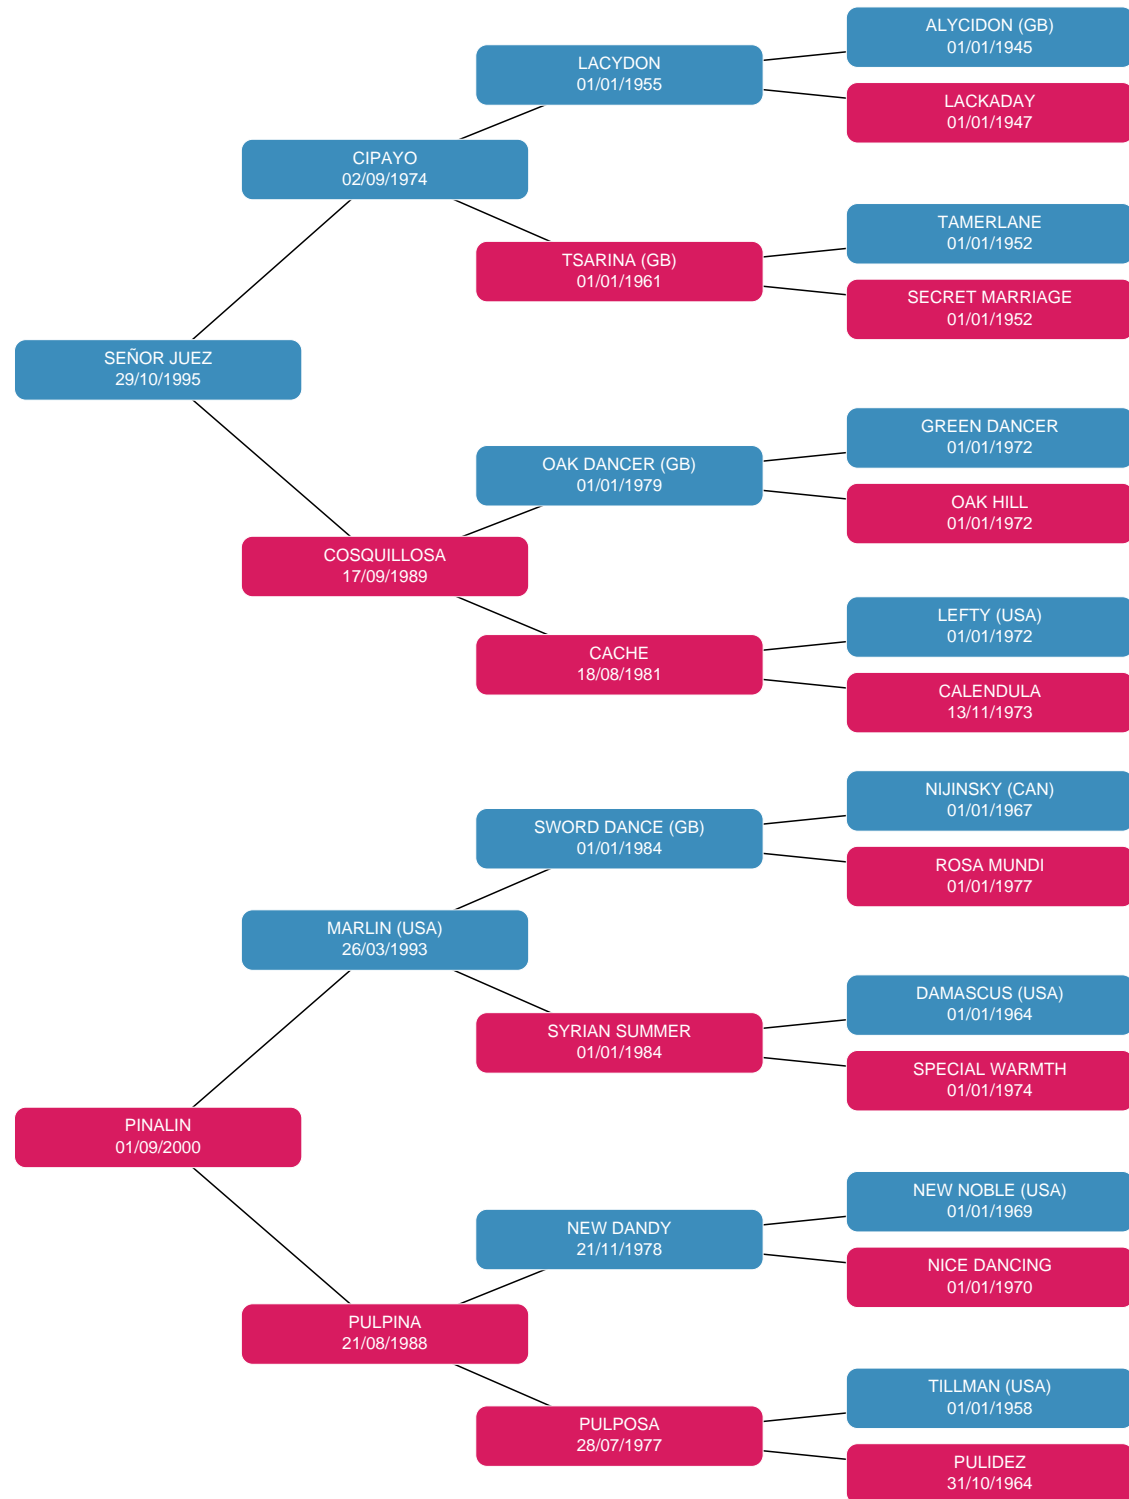 ALYCIDON (GB)
01/01/1945
LACYDON
01/01/1955
LACKADAY
01/01/1947
CIPAYO
02/09/1974
TAMERLANE
01/01/1952
TSARINA (GB)
01/01/1961
SECRET MARRIAGE
01/01/1952
SEÑOR JUEZ
29/10/1995
GREEN DANCER
01/01/1972
OAK DANCER (GB)
01/01/1979
OAK HILL
01/01/1972
COSQUILLOSA
17/09/1989
LEFTY (USA)
01/01/1972
CACHE
18/08/1981
CALENDULA
13/11/1973
NIJINSKY (CAN)
01/01/1967
SWORD DANCE (GB)
01/01/1984
ROSA MUNDI
01/01/1977
MARLIN (USA)
26/03/1993
DAMASCUS (USA)
01/01/1964
SYRIAN SUMMER
01/01/1984
SPECIAL WARMTH
01/01/1974
PINALIN
01/09/2000
NEW NOBLE (USA)
01/01/1969
NEW DANDY
21/11/1978
NICE DANCING
01/01/1970
PULPINA
21/08/1988
TILLMAN (USA)
01/01/1958
PULPOSA
28/07/1977
PULIDEZ
31/10/1964